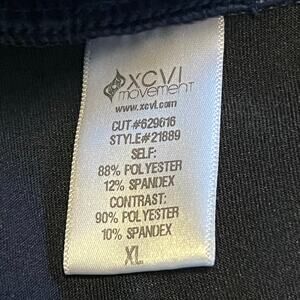 XCVI
movement
www.xcvi.com
CUT#629616
STYLE#21889
SELF:
88% POLYESTER
12% SPANDEX
CONTRAST:
90% POLYESTER
10% SPANDEX
XL